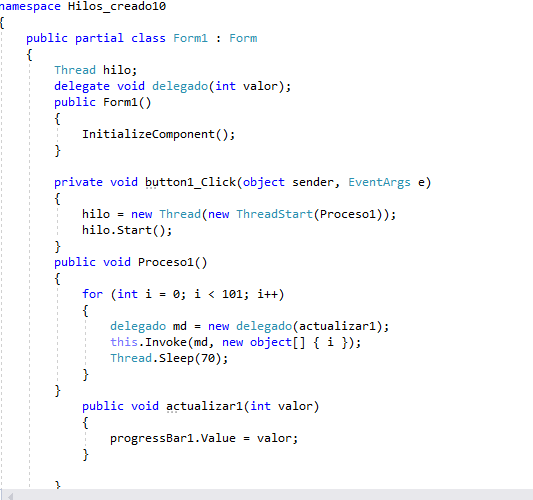 namespace Hilos_creado10
{
public partial class Form1 : Form
{
Thread hilo;
delegate void delegado(int valor);
public Form1()
{
InitializeComponent();
}
private void button1_Click(object sender, EventArgs e)
{
hilo = new Thread(new ThreadStart(Proceso1));
hilo.Start();
}
public void Proceso1()
{
for (int i = 0; i < 101; i++)
{
delegado md = new delegado(actualizar1);
this.Invoke(md, new object[] { i });
Thread.Sleep(70);
}
}
public void actualizar1(int valor)
{
progressBar1.Value = valor;
}
}